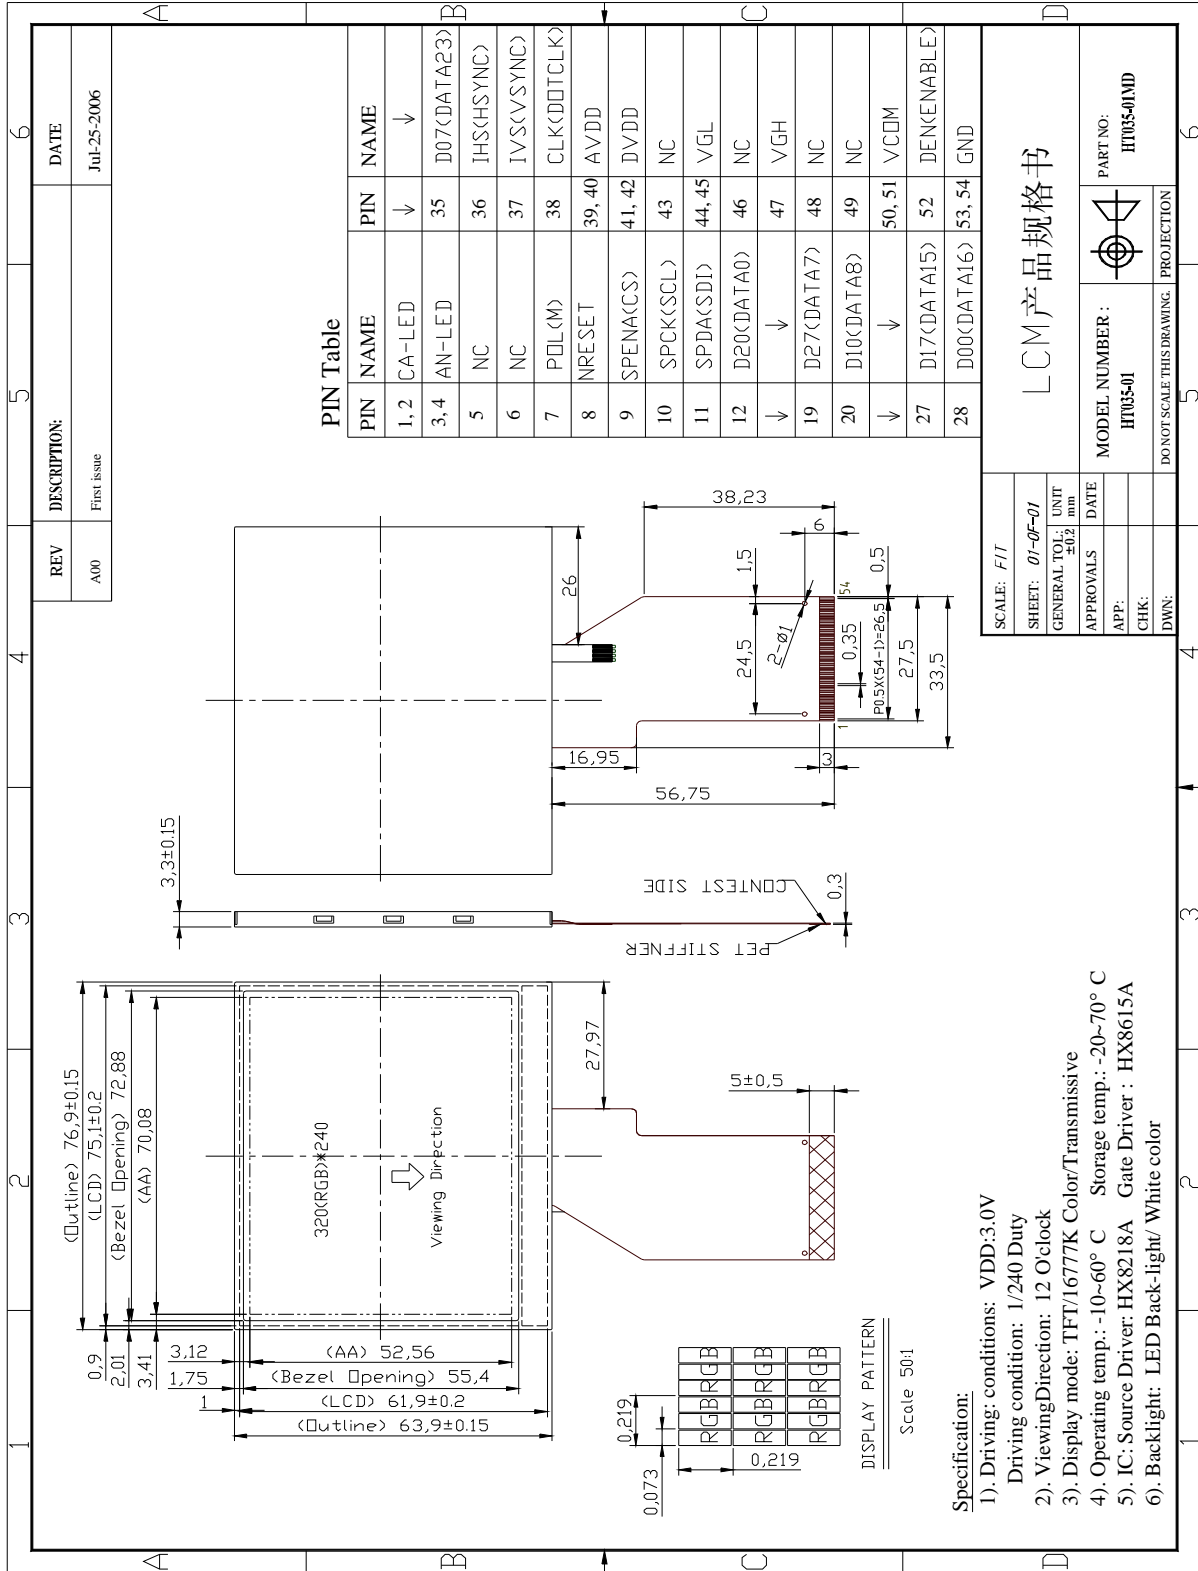 1 2 3 4 5 6
A
B
C
D
REV DESCRIPTION: DATE
A00 First issue Jul-25-2006
(Outline) 76,9±0.15
(LCD) 75,1±0.2
(Bezel Opening) 72,88
(AA) 70,08
0,9
2,01
3,41
3,12
1,75
1
(AA) 52,56
(Bezel Opening) 55,4
(LCD) 61,9±0.2
(Outline) 63,9±0.15
320(RGB)*240
Viewing Direction
27,97
5±0,5
3,3±0.15
PET STIFFNER
CONTEST SIDE
0,3
26
16,95
56,75
38,23
6
1,5
24,5
2-Ø1
3
1
54
0,35
0,5
P0.5X(54-1)=26,5
27,5
33,5
0,219
0,073
0,219
R G B R G B
R G B R G B
R G B R G B
DISPLAY PATTERN
Scale 50:1
PIN Table
PIN NAME PIN NAME
1, 2 CA-LED ↓ ↓
3, 4 AN-LED 35 D07(DATA23)
5 NC 36 IHS(HSYNC)
6 NC 37 IVS(VSYNC)
7 POL(M) 38 CLK(DOTCLK)
8 NRESET 39, 40 AVDD
9 SPENA(CS) 41, 42 DVDD
10 SPCK(SCL) 43 NC
11 SPDA(SDI) 44, 45 VGL
12 D20(DATA0) 46 NC
↓ ↓ 47 VGH
19 D27(DATA7) 48 NC
20 D10(DATA8) 49 NC
↓ ↓ 50, 51 VCOM
27 D17(DATA15) 52 DEN(ENABLE)
28 D00(DATA16) 53, 54 GND
Specification:
1). Driving: conditions: VDD:3.0V
Driving condition: 1/240 Duty
2). ViewingDirection: 12 O'clock
3). Display mode: TFT/16777K Color/Transmissive
4). Operating temp.: -10~60° C Storage temp.: -20~70° C
5). IC: Source Driver: HX8218A Gate Driver : HX8615A
6). Backlight: LED Back-light/ White color
SCALE: FIT
SHEET: 01-OF-01
GENERAL TOL: ±0.2 UNIT mm
APPROVALS DATE
APP:
CHK:
DWN:
LCM产品规格书
MODEL NUMBER :
HT035-01
PART NO:
HT035-01MD
DO NOT SCALE THIS DRAWING. PROJECTION
1 2 3 4 5 6
A
B
C
D